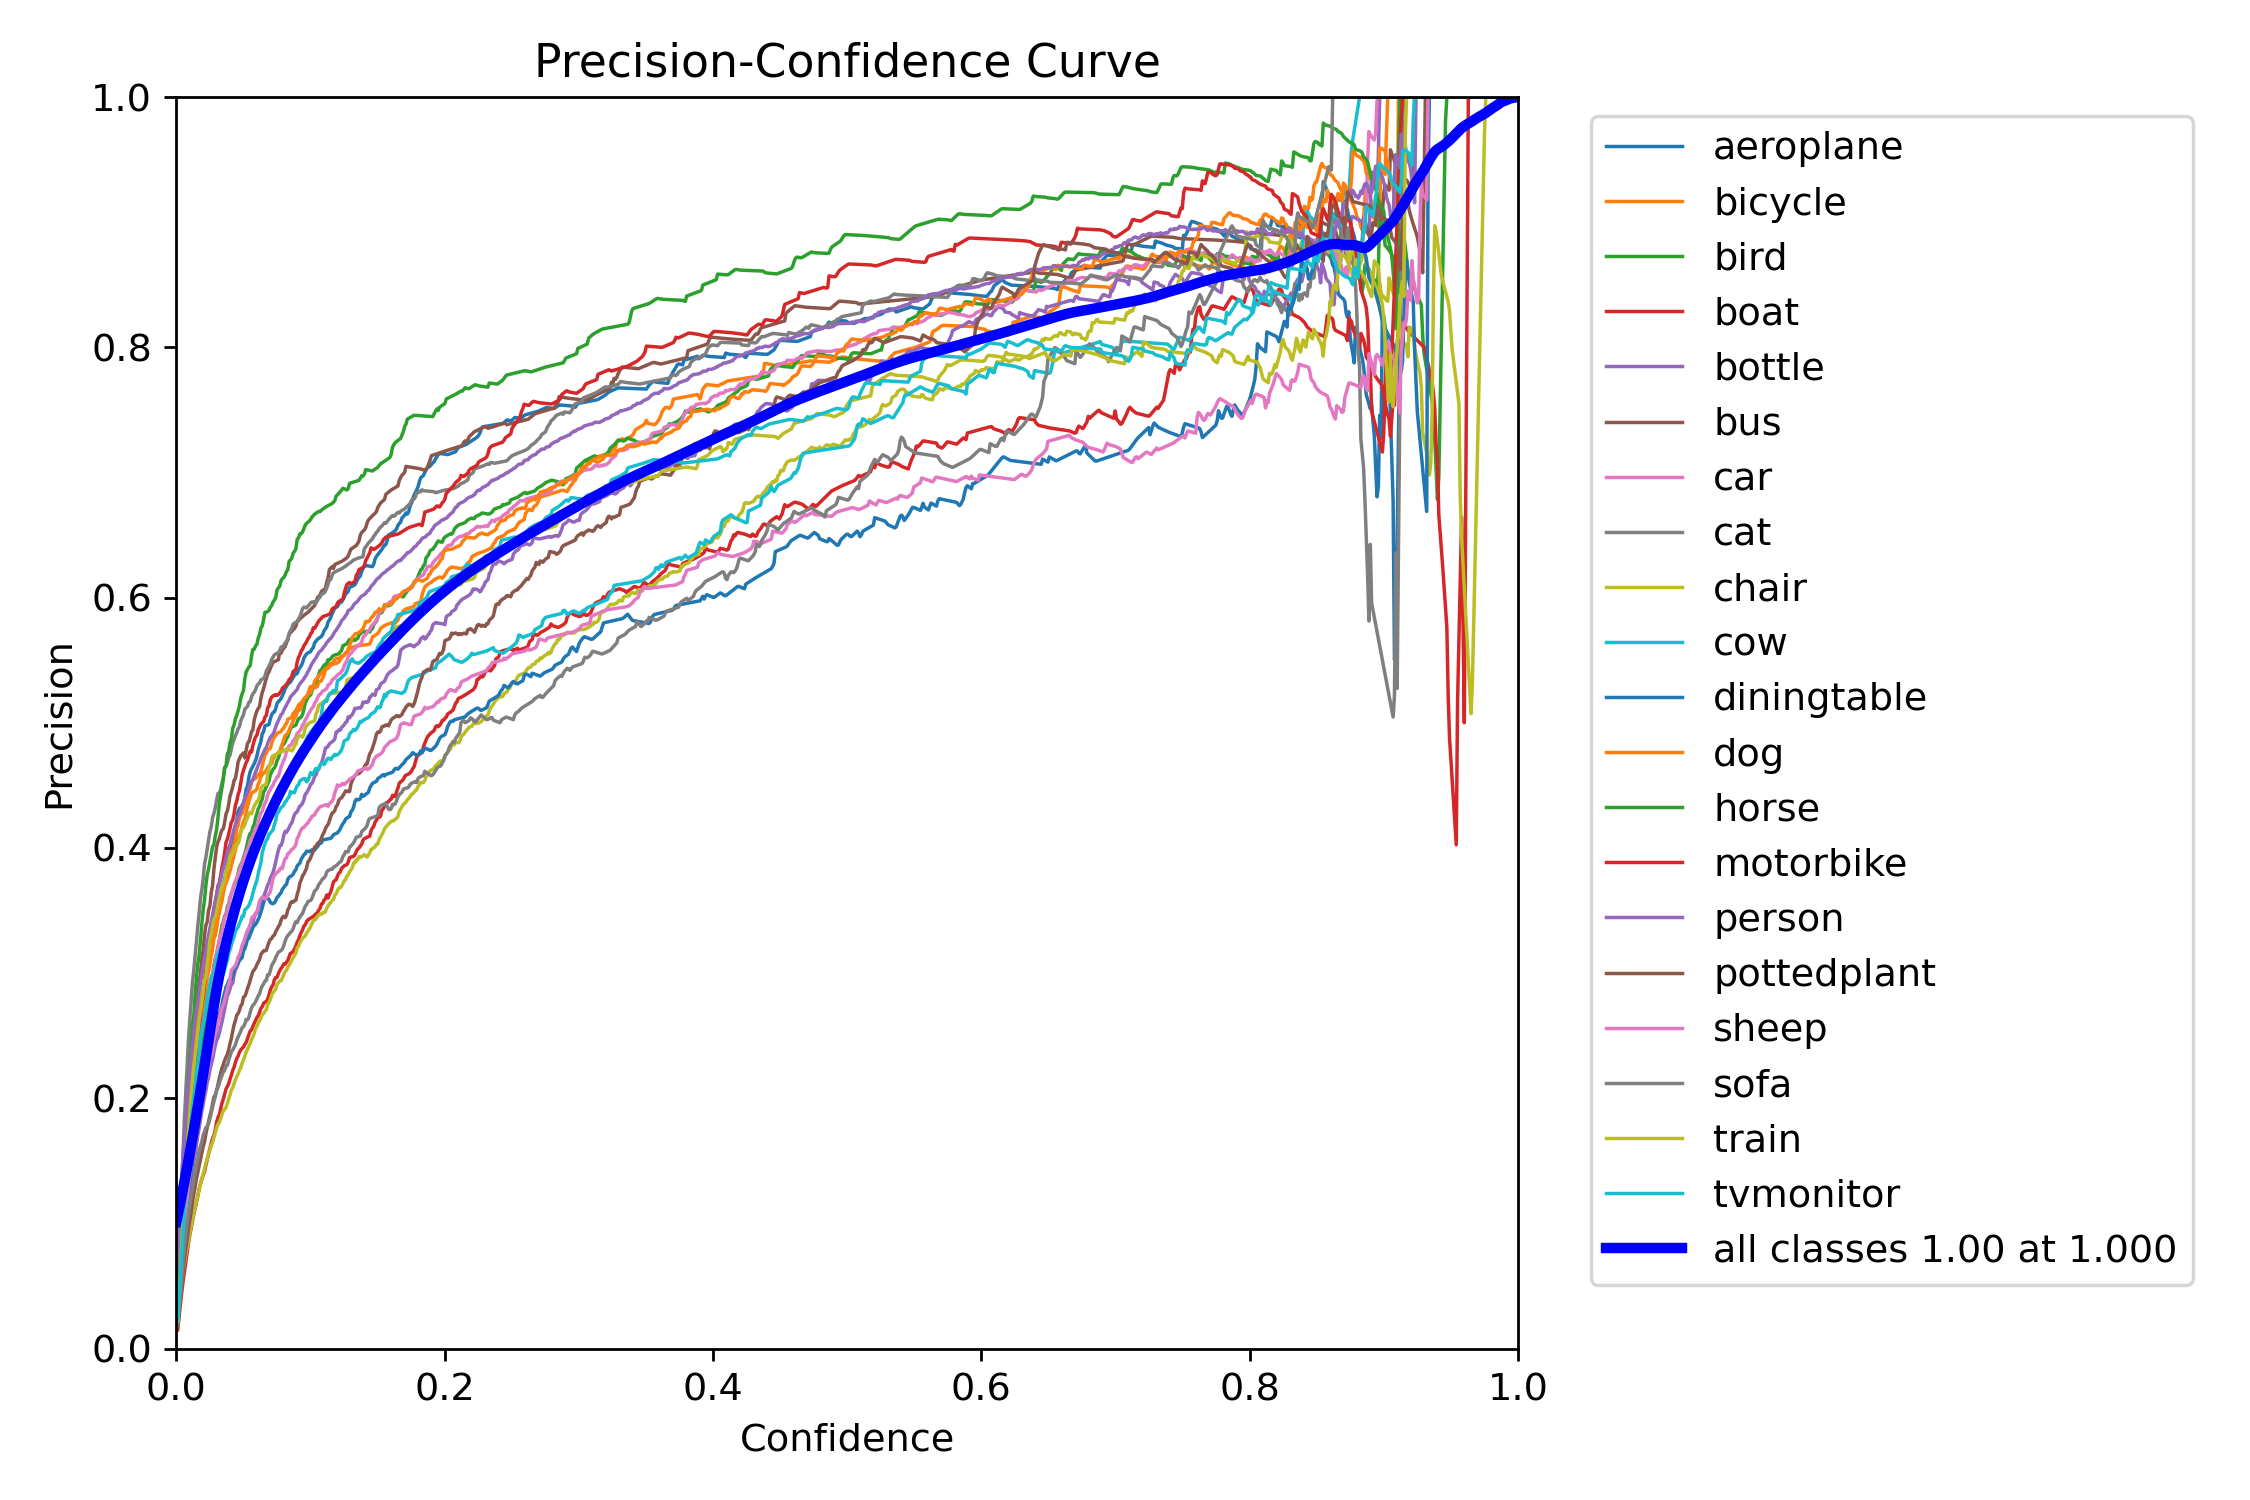 Precision-Confidence Curve
1.0
0.8
0.6
0.4
0.2
0.0
Precision
0.0 0.2 0.4 0.6 0.8 1.0
Confidence
aeroplane
bicycle
bird
boat
bottle
bus
car
cat
chair
cow
diningtable
dog
horse
motorbike
person
pottedplant
sheep
sofa
train
tvmonitor
all classes 1.00 at 1.000